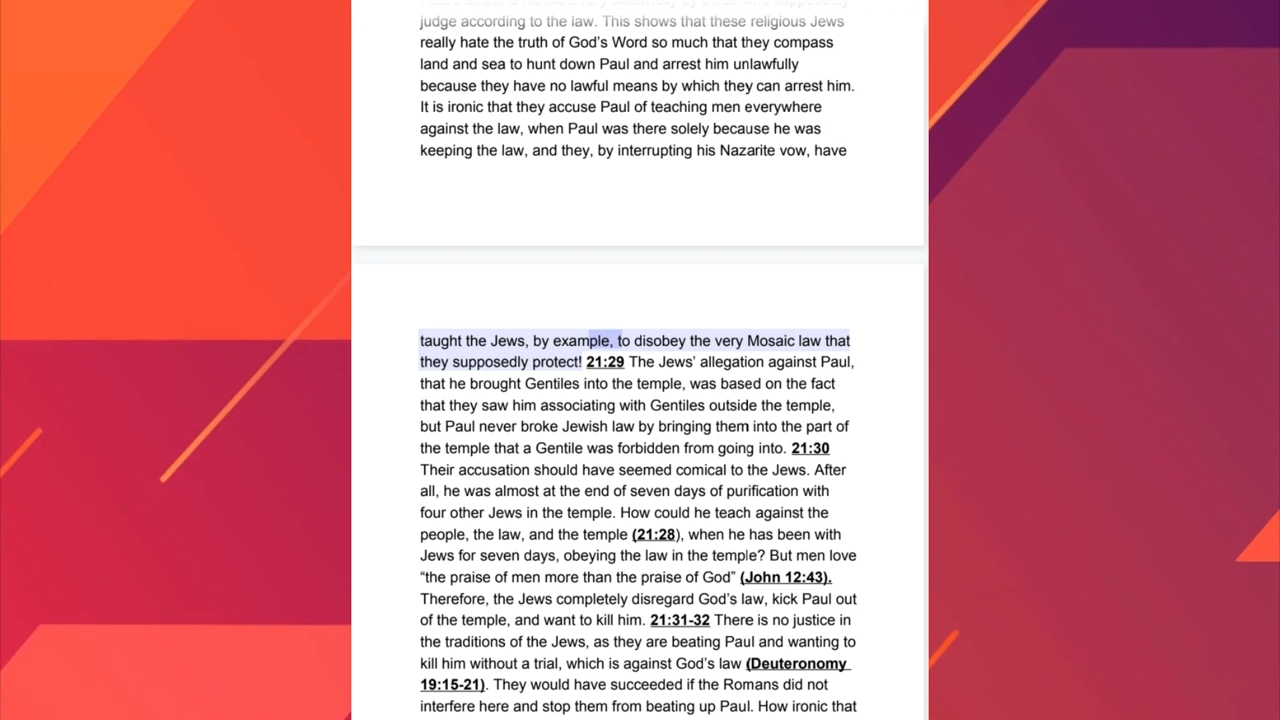 judge according to the law. This shows that these religious Jews
really hate the truth of God’s Word so much that they compass
land and sea to hunt down Paul and arrest him unlawfully
because they have no lawful means by which they can arrest him.
It is ironic that they accuse Paul of teaching men everywhere
against the law, when Paul was there solely because he was
keeping the law, and they, by interrupting his Nazarite vow, have
taught the Jews, by example, to disobey the very Mosaic law that
they supposedly protect! 21:29 The Jews’ allegation against Paul,
that he brought Gentiles into the temple, was based on the fact
that they saw him associating with Gentiles outside the temple,
but Paul never broke Jewish law by bringing them into the part of
the temple that a Gentile was forbidden from going into. 21:30
Their accusation should have seemed comical to the Jews. After
all, he was almost at the end of seven days of purification with
four other Jews in the temple. How could he teach against the
people, the law, and the temple (21:28), when he has been with
Jews for seven days, obeying the law in the temple? But men love
“the praise of men more than the praise of God” (John 12:43).
Therefore, the Jews completely disregard God’s law, kick Paul out
of the temple, and want to kill him. 21:31-32 There is no justice in
the traditions of the Jews, as they are beating Paul and wanting to
kill him without a trial, which is against God’s law (Deuteronomy
19:15-21). They would have succeeded if the Romans did not
interfere here and stop them from beating up Paul. How ironic that